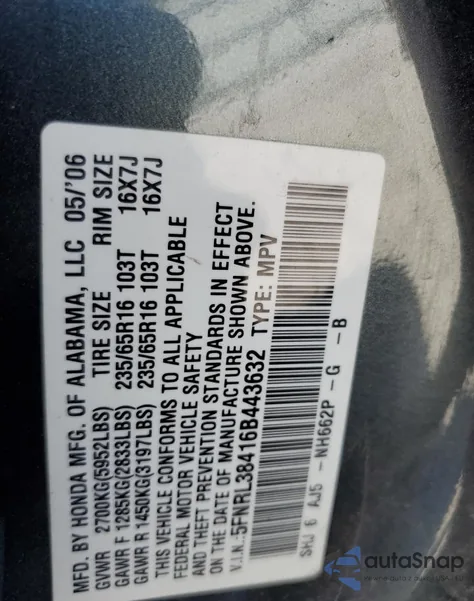 MFD. BY HONDA MFG. OF ALABAMA, LLC 05/'06
GVWR 2700KG(5952LBS) TIRE SIZE RIM SIZE
GAWR F 1285KG(2833LBS) 235/65R16 103T 16X7J
GAWR R 1450KG(3197LBS) 235/65R16 103T 16X7J
THIS VEHICLE CONFORMS TO ALL APPLICABLE
FEDERAL MOTOR VEHICLE SAFETY
AND THEFT PREVENTION STANDARDS IN EFFECT
ON THE DATE OF MANUFACTURE SHOWN ABOVE.
V.I.N.:5FNRL38416B443632 TYPE: MPV
SHJ 6 AJ5 -NH662P -G -B
autaSnap